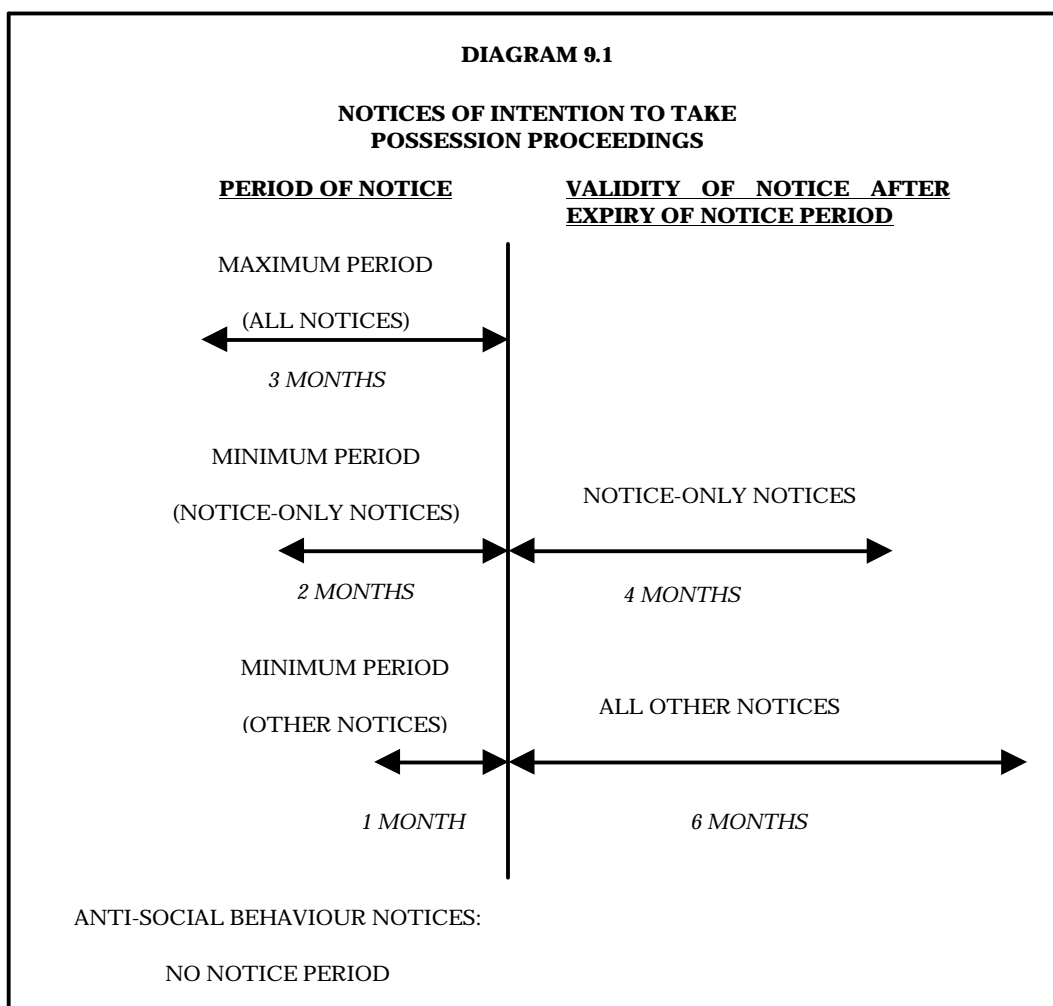 DIAGRAM 9.1
NOTICES OF INTENTION TO TAKE
POSSESSION PROCEEDINGS
PERIOD OF NOTICE
VALIDITY OF NOTICE AFTER
EXPIRY OF NOTICE PERIOD
MAXIMUM PERIOD
(ALL NOTICES)
3 MONTHS
MINIMUM PERIOD
(NOTICE-ONLY NOTICES)
2 MONTHS
NOTICE-ONLY NOTICES
4 MONTHS
MINIMUM PERIOD
(OTHER NOTICES)
1 MONTH
ALL OTHER NOTICES
6 MONTHS
ANTI-SOCIAL BEHAVIOUR NOTICES:
NO NOTICE PERIOD